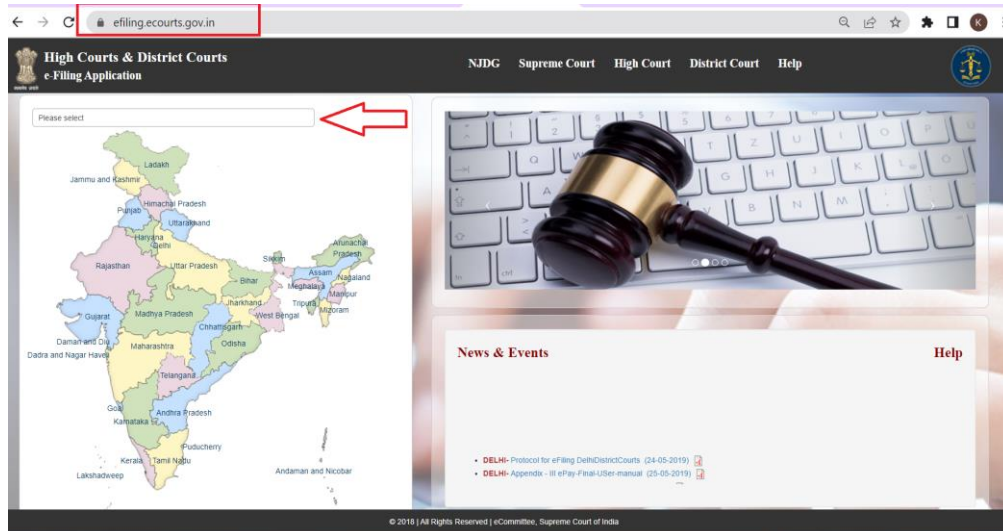 efiling.ecourts.gov.in
K
High Courts & District Courts
e-Filing Application
NJDG Supreme Court High Court District Court Help
Please select
Ladakh
Jammu and Kashmir
Himachal Pradesh
Punjab
Uttarakhand
Haryana
Delhi
Arunachal
Pradesh
Sikkim
Rajasthan
Uttar Pradesh
Assam
Nagaland
Bihar
Meghalaya
Manipur
Jharkhand
Tripura
Mizoram
Gujarat
Madhya Pradesh
West Bengal
Chhattisgarh
Daman and Diu
Maharashtra
Odisha
Dadra and Nagar Haveli
Telangana
Goa
Andhra Pradesh
Karnataka
Puducherry
Kerala
Tamil Nadu
Lakshadweep
Andaman and Nicobar
News & Events
Help
DELHI- Protocol for eFiling DelhiDistrictCourts (24-05-2019)
DELHI- Appendix - III ePay-Final-USer-manual (25-05-2019)
© 2018 | All Rights Reserved | eCommittee, Supreme Court of India